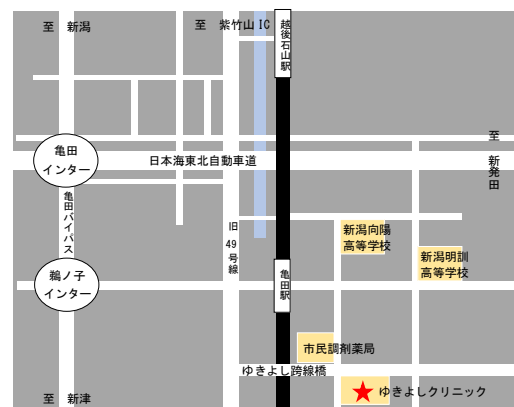 至 新潟
至 紫竹山IC
越後石山駅
至
新発田
亀田
インター
日本海東北自動車道
亀田バイパス
旧49号線
新潟向陽
高等学校
新潟明訓
高等学校
鵜ノ子
インター
亀田駅
市民調剤薬局
ゆきよし跨線橋
ゆきよしクリニック
至 新津